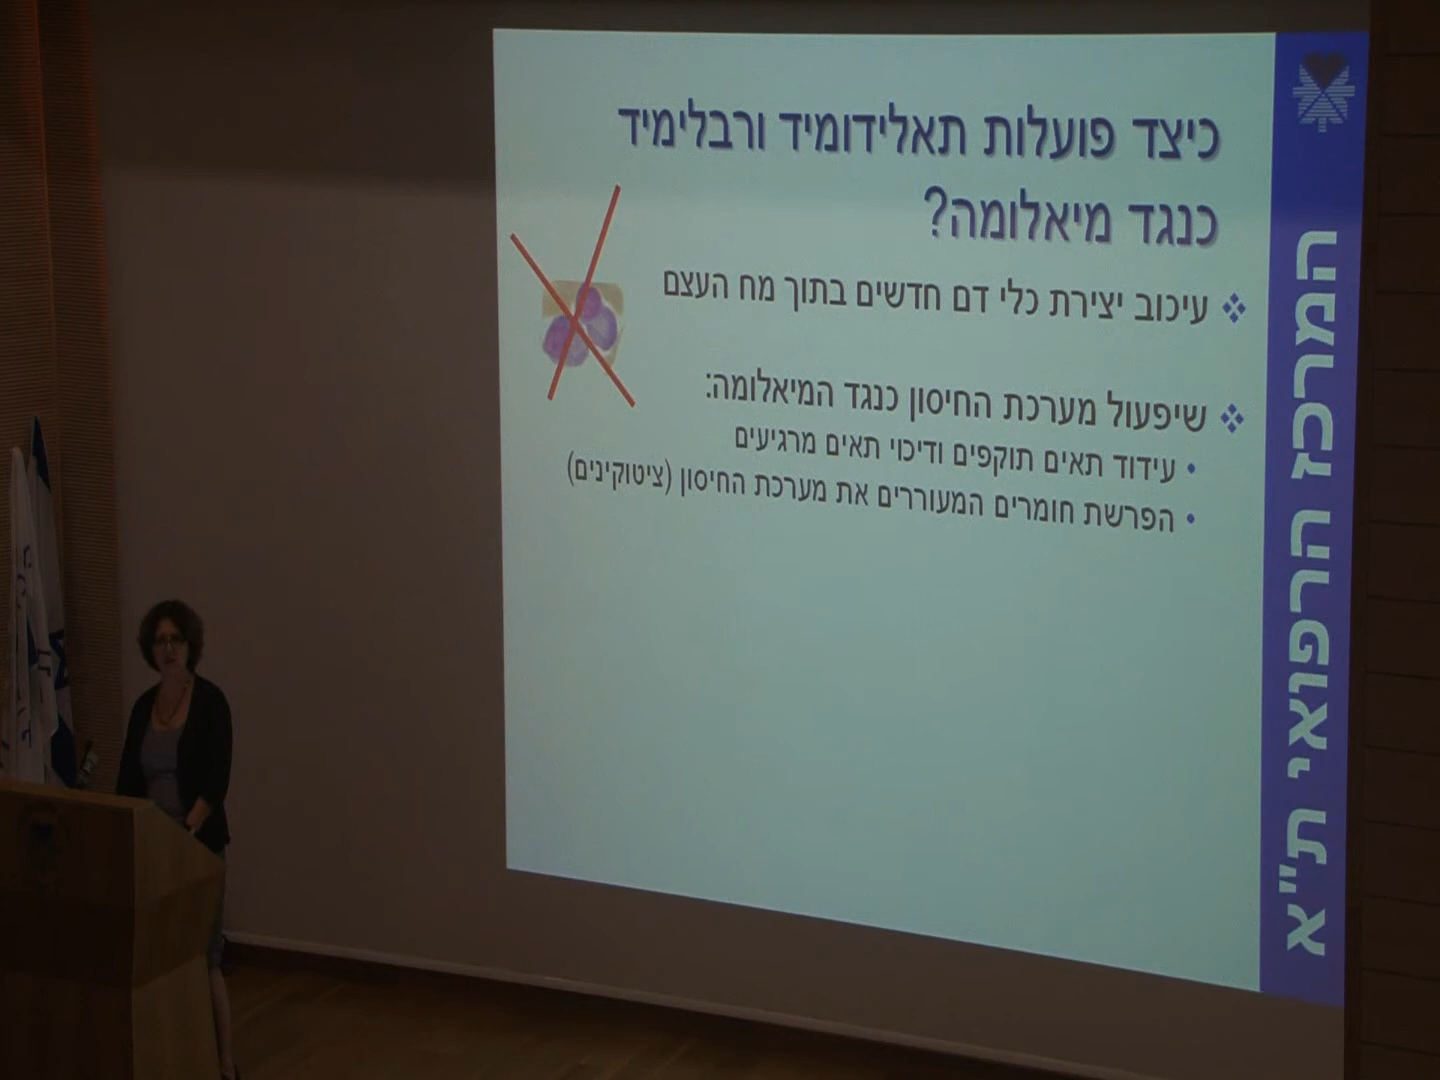 כיצד פועלות תאלידומיד ורבלימיד
כנגד מיאלומה?
עיכוב יצירת כלי דם חדשים בתוך מח העצם
שיפעול מערכת החיסון כנגד המיאלומה:
עידוד תאים תוקפים ודיכוי תאים מרגיעים
הפרשת חומרים המעוררים את מערכת החיסון (ציטוקינים)
המרכז הרפואי ת"א